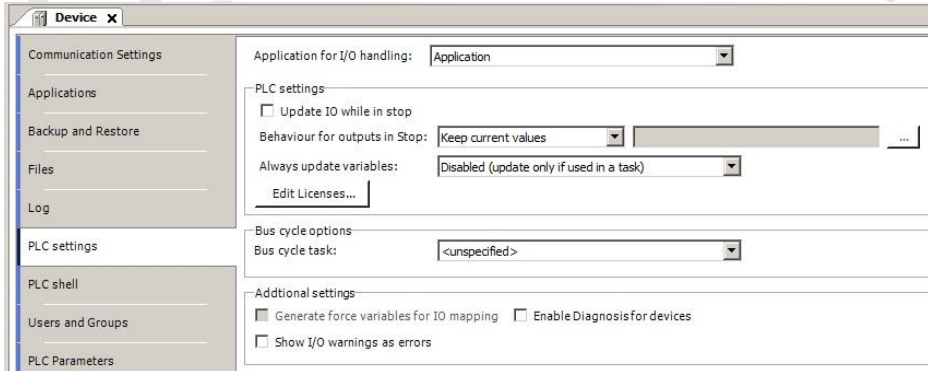 Device X
Communication Settings
Applications
Backup and Restore
Files
Log
PLC settings
PLC shell
Users and Groups
PLC Parameters
Application for I/O handling: Application
PLC settings
Update IO while in stop
Behaviour for outputs in Stop: Keep current values ...
Always update variables: Disabled (update only if used in a task)
Edit Licenses...
Bus cycle options
Bus cycle task: <unspecified>
Addtional settings
Generate force variables for IO mapping Enable Diagnosis for devices
Show I/O warnings as errors